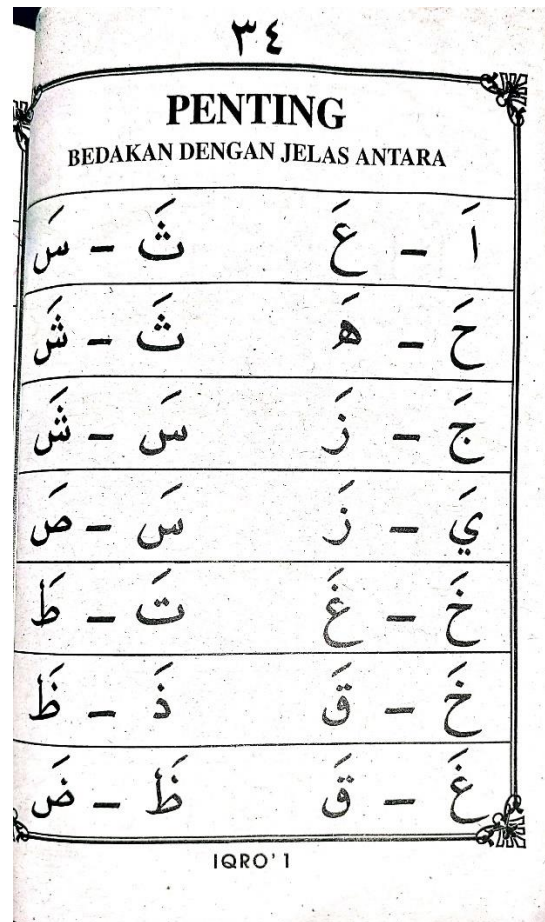 ٣٤
PENTING
BEDAKAN DENGAN JELAS ANTARA
اَ – عَ ثَ – سَ
حَ – هَ ثَ – شَ
جَ – زَ سَ – شَ
يَ – زَ سَ – صَ
خَ – غَ تَ – طَ
خَ – قَ ذَ – ظَ
غَ – قَ ظَ – ضَ
IQRO' 1